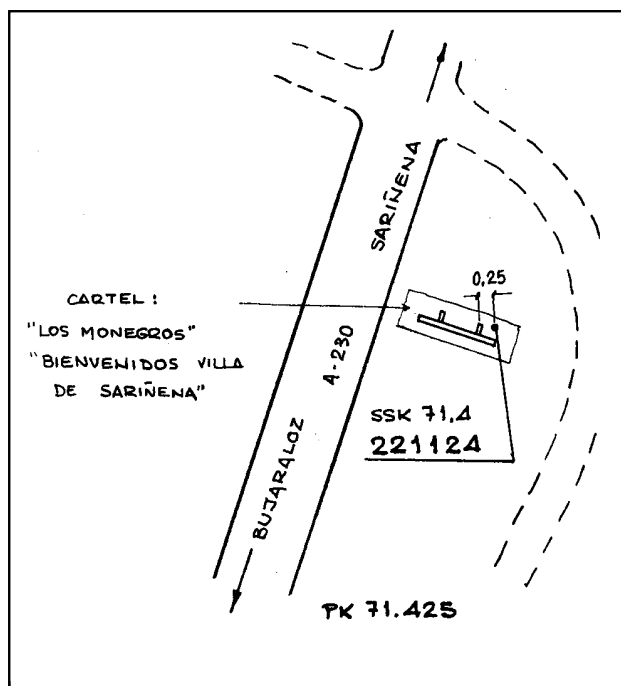 SARIÑENA
0,25
CARTEL :
"LOS MONEGROS"
"BIENVENIDOS VILLA
DE SARIÑENA"
A-230
SSK 71,4
221124
BUJARALOZ
PK 71.425